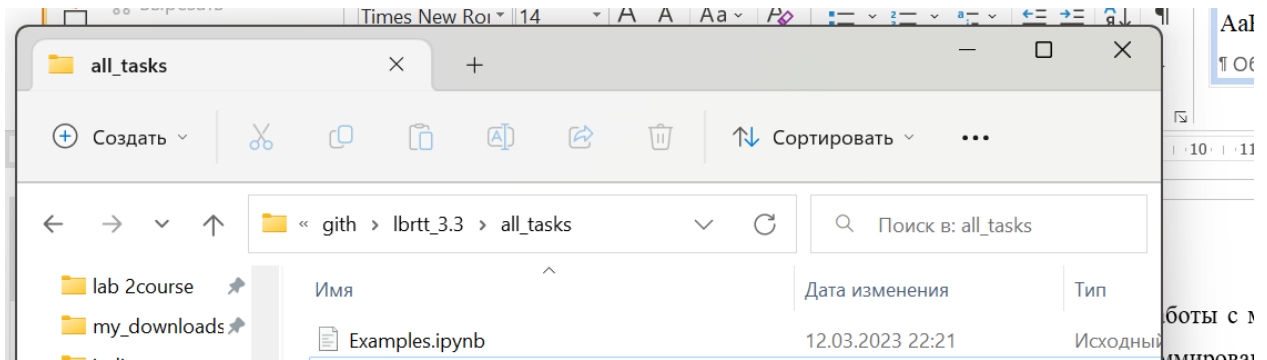 Times New Ro 14 А А Aa
all_tasks
¶ Об
Создать Сортировать •••
10 11
« gith > lbrtt_3.3 > all_tasks Поиск в: all_tasks
lab 2course Имя Дата изменения Тип
my_downloads Examples.ipynb 12.03.2023 22:21 Исходный
боты с